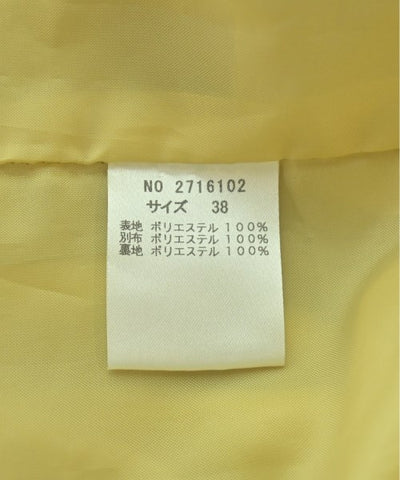 NO 2716102
サイズ 38
表地 ポリエステル 100%
別布 ポリエステル 100%
裏地 ポリエステル 100%